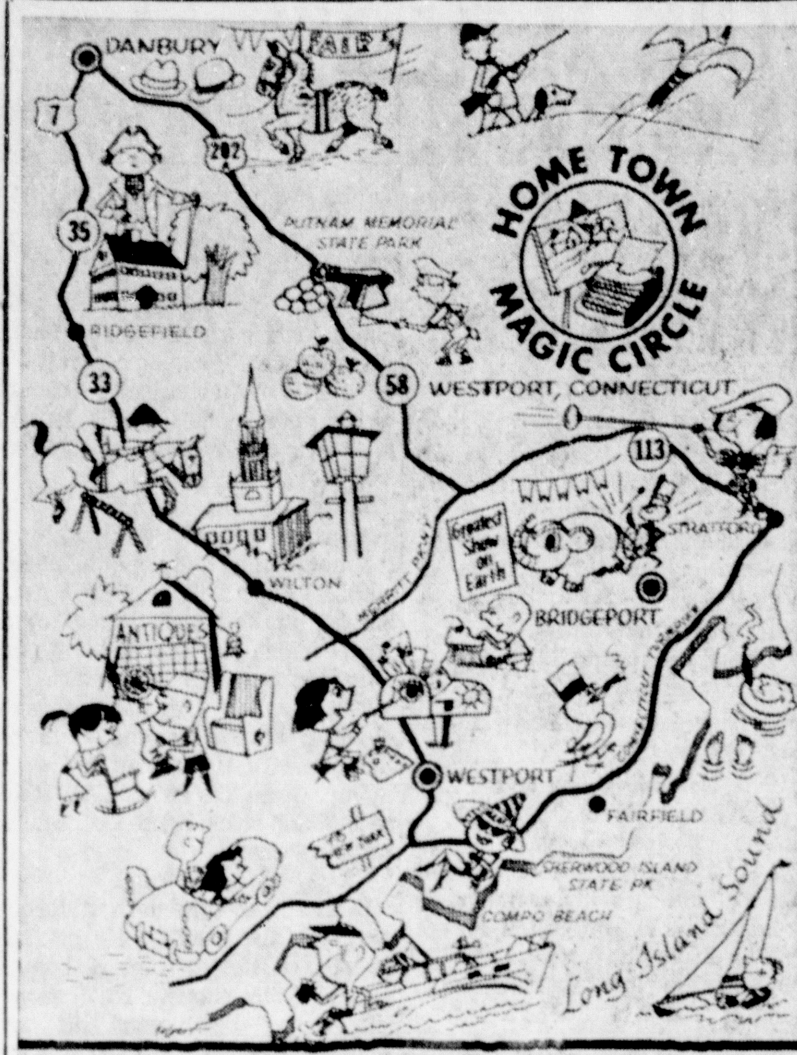 DANBURY
FAIR
7
202
HOME TOWN
MAGIC CIRCLE
35
PUTNAM MEMORIAL
STATE PARK
RIDGEFIELD
33
58
WESTPORT, CONNECTICUT
113
Greatest
Show
on
Earth
STRATFORD
MERRITT PKWY
WILTON
BRIDGEPORT
ANTIQUES
CONNECTICUT TURNPIKE
WESTPORT
FAIRFIELD
TO
NEW YORK
SHERWOOD ISLAND
STATE PK
COMPO BEACH
Long Island Sound